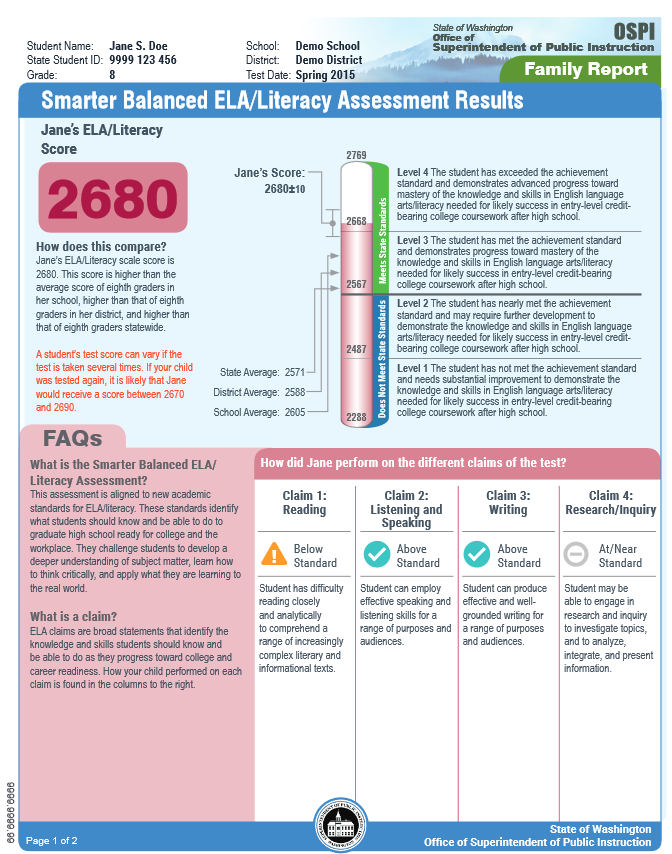 State of Washington
Office of
Superintendent of Public Instruction
OSPI
Family Report
Student Name: Jane S. Doe
State Student ID: 9999 123 456
Grade: 8
School: Demo School
District: Demo District
Test Date: Spring 2015
Smarter Balanced ELA/Literacy Assessment Results
Jane's ELA/Literacy
Score
2680
How does this compare?
Jane's ELA/Literacy scale score is
2680. This score is higher than the
average score of eighth graders in
her school, higher than that of eighth
graders in her district, and higher than
that of eighth graders statewide.
A student's test score can vary if the
test is taken several times. If your child
was tested again, it is likely that Jane
would receive a score between 2670
and 2690.
Jane's Score:
2680±10
State Average: 2571
District Average: 2588
School Average: 2605
2769
2668
2567
2487
2288
Meets State Standards
Does Not Meet State Standards
Level 4 The student has exceeded the achievement
standard and demonstrates advanced progress toward
mastery of the knowledge and skills in English language
arts/literacy needed for likely success in entry-level credit-
bearing college coursework after high school.
Level 3 The student has met the achievement standard
and demonstrates progress toward mastery of the
knowledge and skills in English language arts/literacy
needed for likely success in entry-level credit-bearing
college coursework after high school.
Level 2 The student has nearly met the achievement
standard and may require further development to
demonstrate the knowledge and skills in English language
arts/literacy needed for likely success in entry-level credit-
bearing college coursework after high school.
Level 1 The student has not met the achievement standard
and needs substantial improvement to demonstrate the
knowledge and skills in English language arts/literacy
needed for likely success in entry-level credit-bearing
college coursework after high school.
FAQs
What is the Smarter Balanced ELA/
Literacy Assessment?
This assessment is aligned to new academic
standards for ELA/literacy. These standards identify
what students should know and be able to do to
graduate high school ready for college and the
workplace. They challenge students to develop a
deeper understanding of subject matter, learn how
to think critically, and apply what they are learning to
the real world.
What is a claim?
ELA claims are broad statements that identify the
knowledge and skills students should know and
be able to do as they progress toward college and
career readiness. How your child performed on each
claim is found in the columns to the right.
How did Jane perform on the different claims of the test?
Claim 1:
Reading
Below
Standard
Student has difficulty
reading closely
and analytically
to comprehend a
range of increasingly
complex literary and
informational texts.
Claim 2:
Listening and
Speaking
Above
Standard
Student can employ
effective speaking and
listening skills for a
range of purposes and
audiences.
Claim 3:
Writing
Above
Standard
Student can produce
effective and well-
grounded writing for
a range of purposes
and audiences.
Claim 4:
Research/Inquiry
At/Near
Standard
Student may be
able to engage in
research and inquiry
to investigate topics,
and to analyze,
integrate, and present
information.
Page 1 of 2
State of Washington
Office of Superintendent of Public Instruction